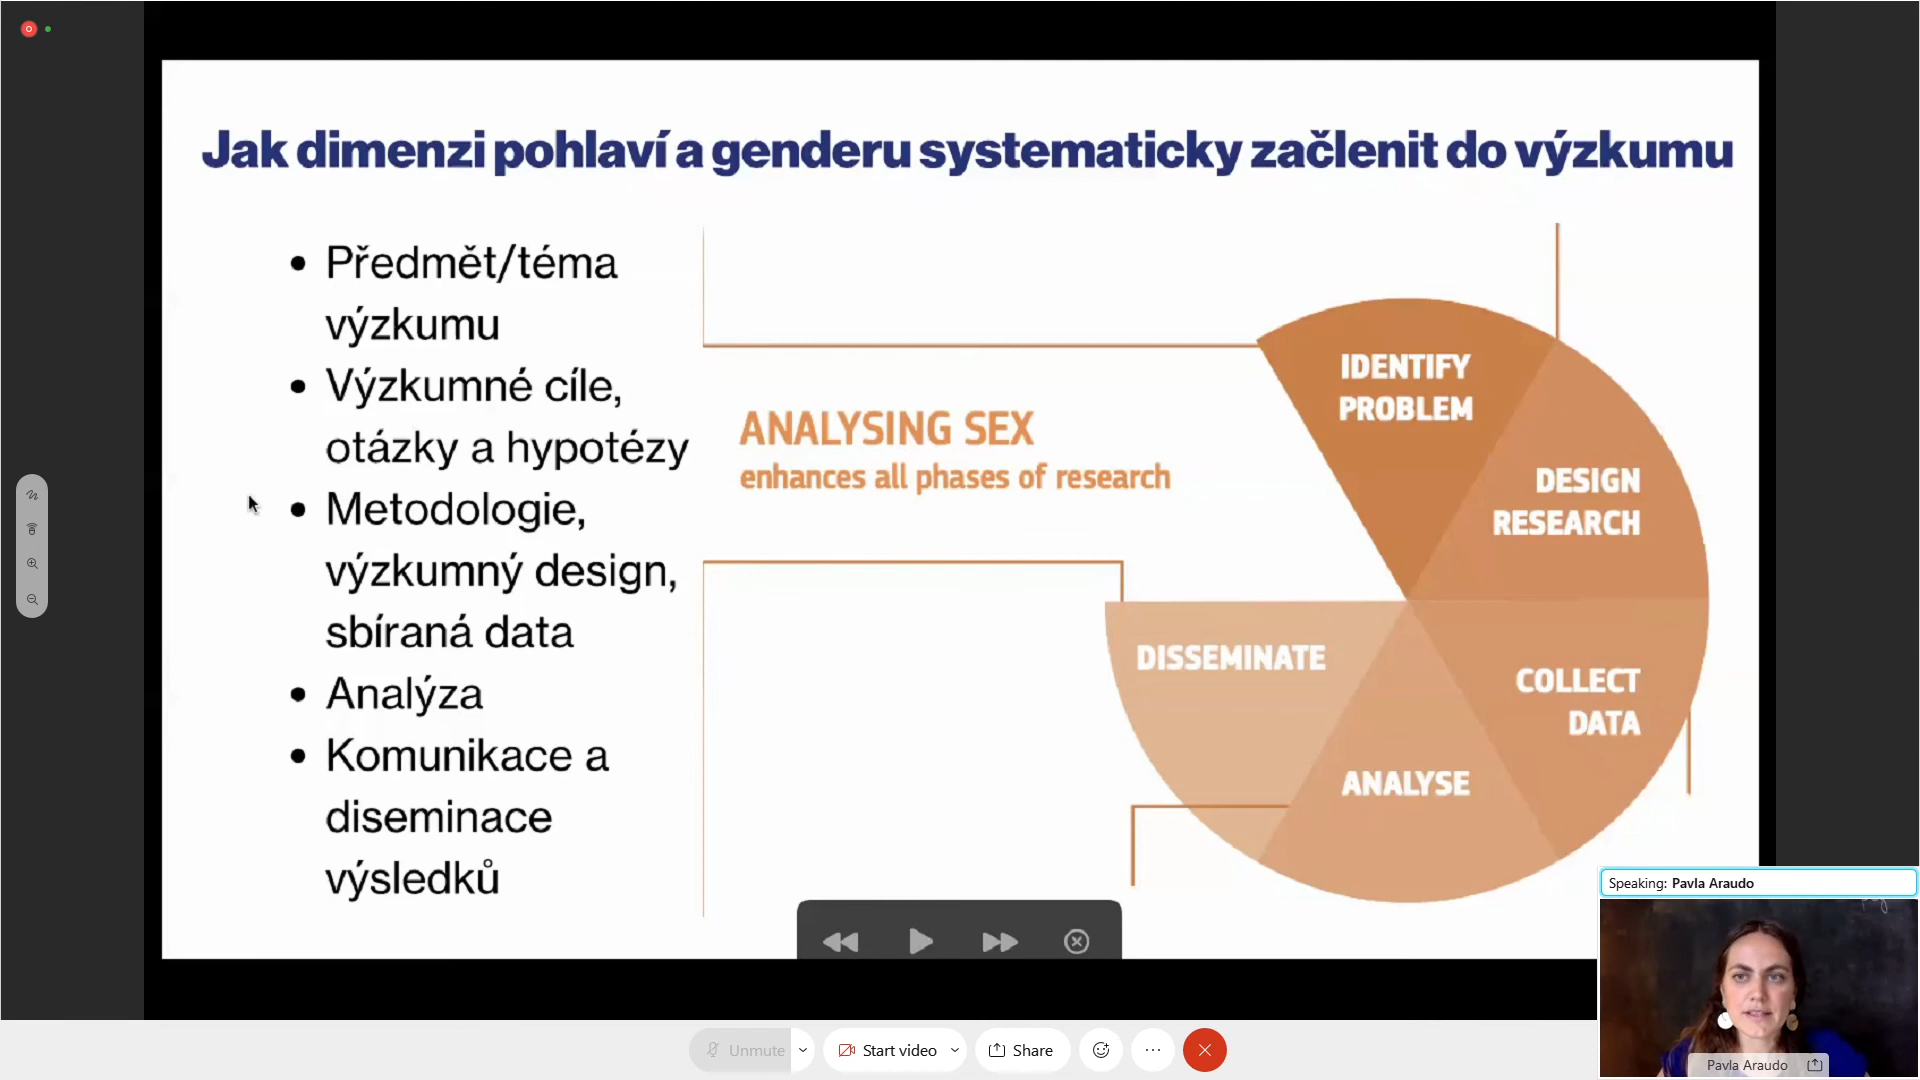 Jak dimenzi pohlaví a genderu systematicky začlenit do výzkumu
• Předmět/téma
výzkumu
• Výzkumné cíle,
otázky a hypotézy
• Metodologie,
výzkumný design,
sbíraná data
• Analýza
• Komunikace a
diseminace
výsledků
ANALYSING SEX
enhances all phases of research
IDENTIFY
PROBLEM
DESIGN
RESEARCH
COLLECT
DATA
ANALYSE
DISSEMINATE
Speaking: Pavla Araudo
Pavla Araudo
Unmute
Start video
Share